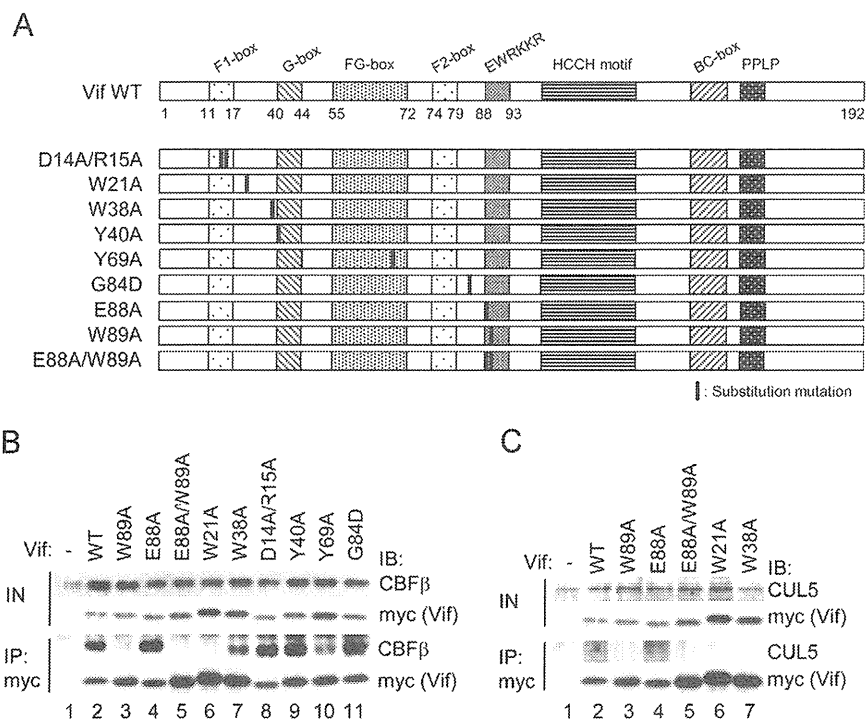 A
F1-box G-box FG-box F2-box EWRKKR HCCH motif BC-box PPLP
Vif WT
1 11 17 40 44 55 72 74 79 88 93 192
D14A/R15A
W21A
W38A
Y40A
Y69A
G84D
E88A
W89A
E88A/W89A
: Substitution mutation
B
Vif: - WT W89A E88A E88A/W89A W21A W38A D14A/R15A Y40A Y69A G84D IB:
IN CBFβ
myc (Vif)
IP: CBFβ
myc myc (Vif)
1 2 3 4 5 6 7 8 9 10 11
C
Vif: - WT W89A E88A E88A/W89A W21A W38A IB:
IN CUL5
myc (Vif)
IP: CUL5
myc myc (Vif)
1 2 3 4 5 6 7